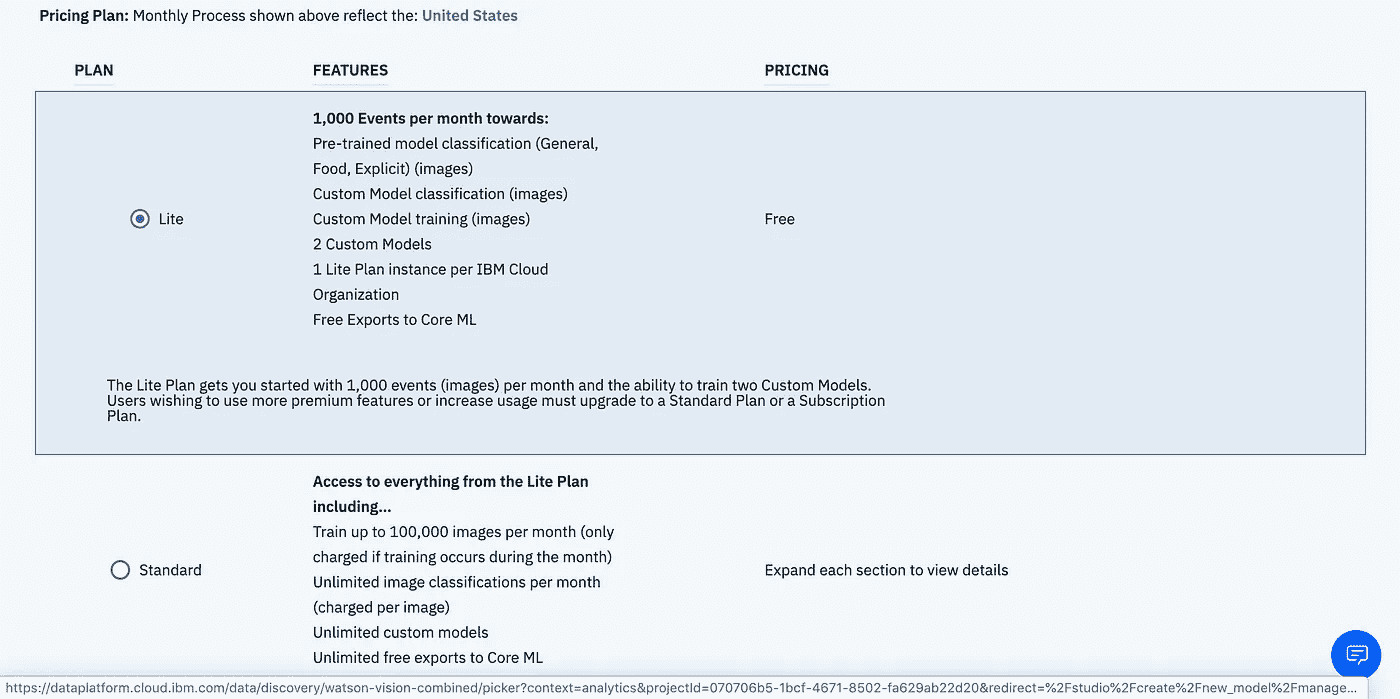 Pricing Plan: Monthly Process shown above reflect the: United States
PLAN FEATURES PRICING
1,000 Events per month towards:
Pre-trained model classification (General,
Food, Explicit) (images)
Custom Model classification (images)
Lite Custom Model training (images) Free
2 Custom Models
1 Lite Plan instance per IBM Cloud
Organization
Free Exports to Core ML
The Lite Plan gets you started with 1,000 events (images) per month and the ability to train two Custom Models.
Users wishing to use more premium features or increase usage must upgrade to a Standard Plan or a Subscription
Plan.
Access to everything from the Lite Plan
including...
Train up to 100,000 images per month (only
charged if training occurs during the month)
Standard Expand each section to view details
Unlimited image classifications per month
(charged per image)
Unlimited custom models
Unlimited free exports to Core ML
https://dataplatform.cloud.ibm.com/data/discovery/watson-vision-combined/picker?context=analytics&projectId=070706b5-1bcf-4671-8502-fa629ab22d20&redirect=%2Fstudio%2Fcreate%2Fnew_model%2Fmanage...